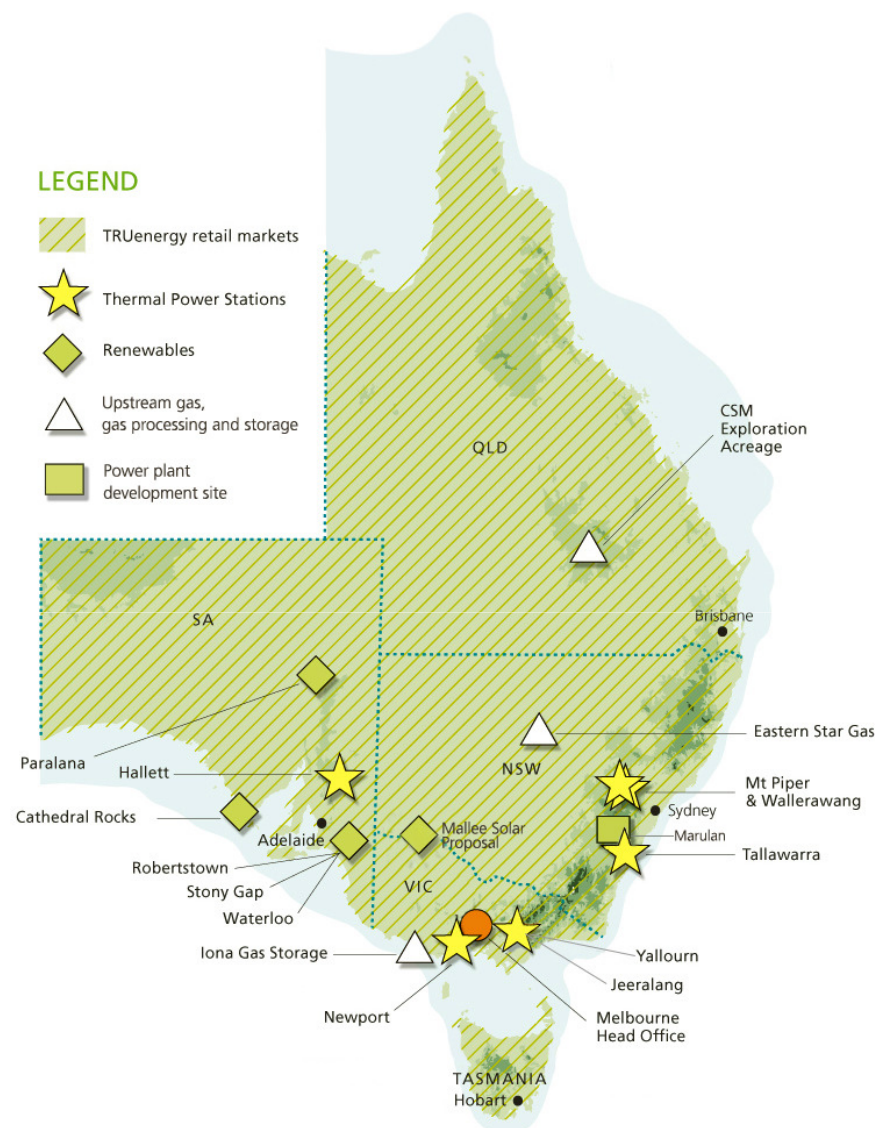 LEGEND
TRUenergy retail markets
Thermal Power Stations
Renewables
Upstream gas,
gas processing and storage
Power plant
development site
CSM
Exploration
Acreage
QLD
SA
Brisbane
Paralana
Hallett
Cathedral Rocks
Adelaide
Robertstown
Stony Gap
Waterloo
Iona Gas Storage
Newport
Mallee Solar
Proposal
VIC
NSW
Eastern Star Gas
Mt Piper
& Wallerawang
Sydney
Marulan
Tallawarra
Yallourn
Jeeralang
Melbourne
Head Office
TASMANIA
Hobart